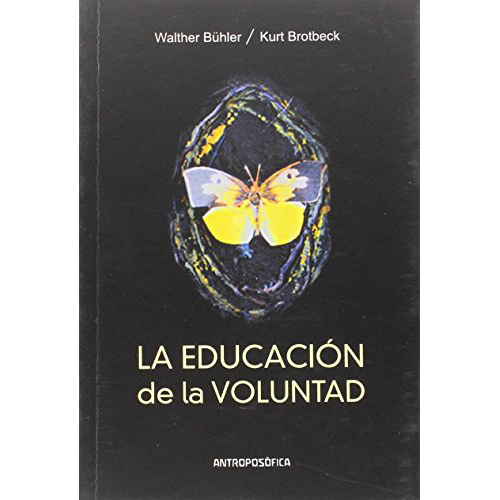 Walther Bühler / Kurt Brotbeck
LA EDUCACIÓN
de la VOLUNTAD
ANTROPOSÓFICA